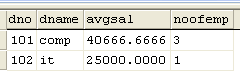 dno dname avgsal noofemp
101 comp 40666.6666 3
102 it 25000.0000 1